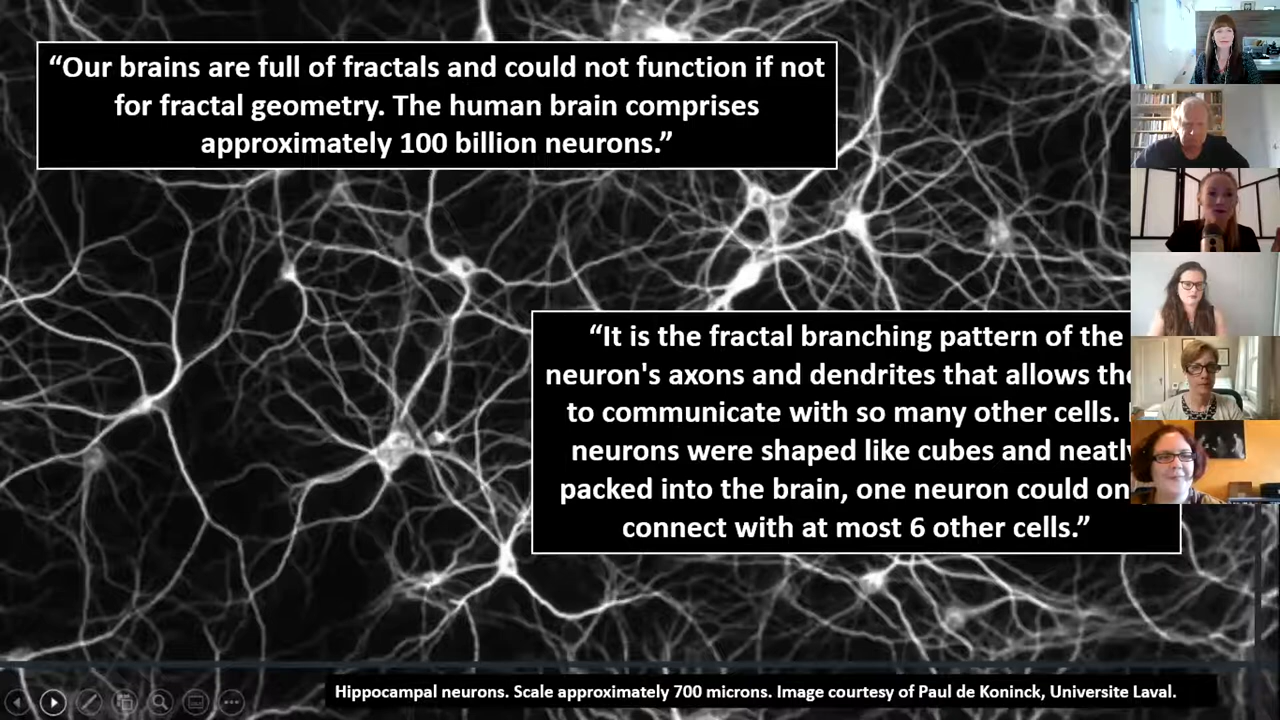 “Our brains are full of fractals and could not function if not
for fractal geometry. The human brain comprises
approximately 100 billion neurons.”
“It is the fractal branching pattern of the
neuron's axons and dendrites that allows
to communicate with so many other cells.
neurons were shaped like cubes and
packed into the brain, one neuron could
connect with at most 6 other cells.”
Hippocampal neurons. Scale approximately 700 microns. Image courtesy of Paul de Koninck, Universite Laval.